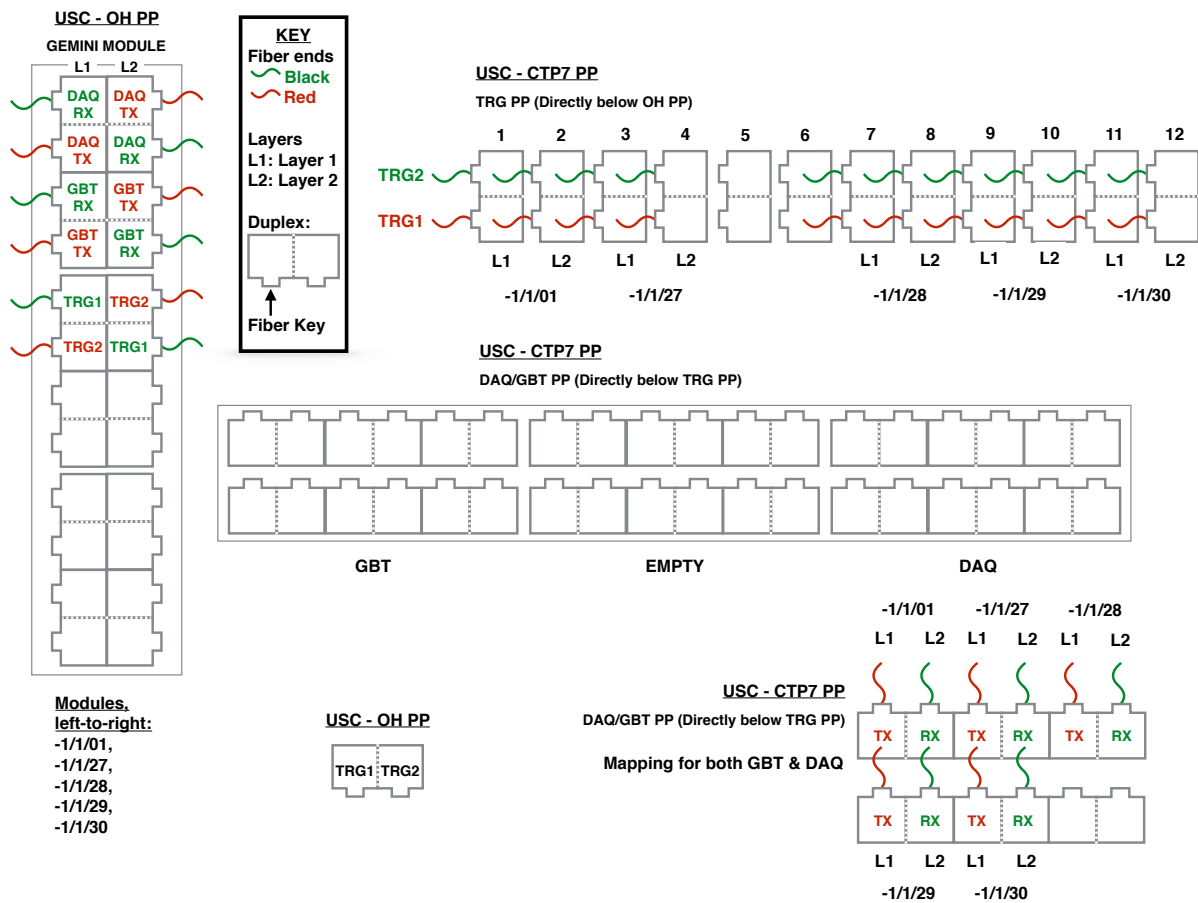 USC - OH PP
GEMINI MODULE
L1 L2
DAQ RX DAQ TX
DAQ TX DAQ RX
GBT RX GBT TX
GBT TX GBT RX
TRG1 TRG2
TRG2 TRG1
Modules,
left-to-right:
-1/1/01,
-1/1/27,
-1/1/28,
-1/1/29,
-1/1/30
KEY
Fiber ends
Black
Red
Layers
L1: Layer 1
L2: Layer 2
Duplex:
Fiber Key
USC - CTP7 PP
TRG PP (Directly below OH PP)
1 2 3 4 5 6 7 8 9 10 11 12
TRG2
TRG1
L1 L2 L1 L2 L1 L2 L1 L2 L1 L2
-1/1/01 -1/1/27 -1/1/28 -1/1/29 -1/1/30
USC - CTP7 PP
DAQ/GBT PP (Directly below TRG PP)
GBT EMPTY DAQ
USC - OH PP
TRG1 TRG2
-1/1/01 -1/1/27 -1/1/28
L1 L2 L1 L2 L1 L2
USC - CTP7 PP
DAQ/GBT PP (Directly below TRG PP)
Mapping for both GBT & DAQ
TX RX TX RX TX RX
TX RX TX RX
L1 L2 L1 L2
-1/1/29 -1/1/30